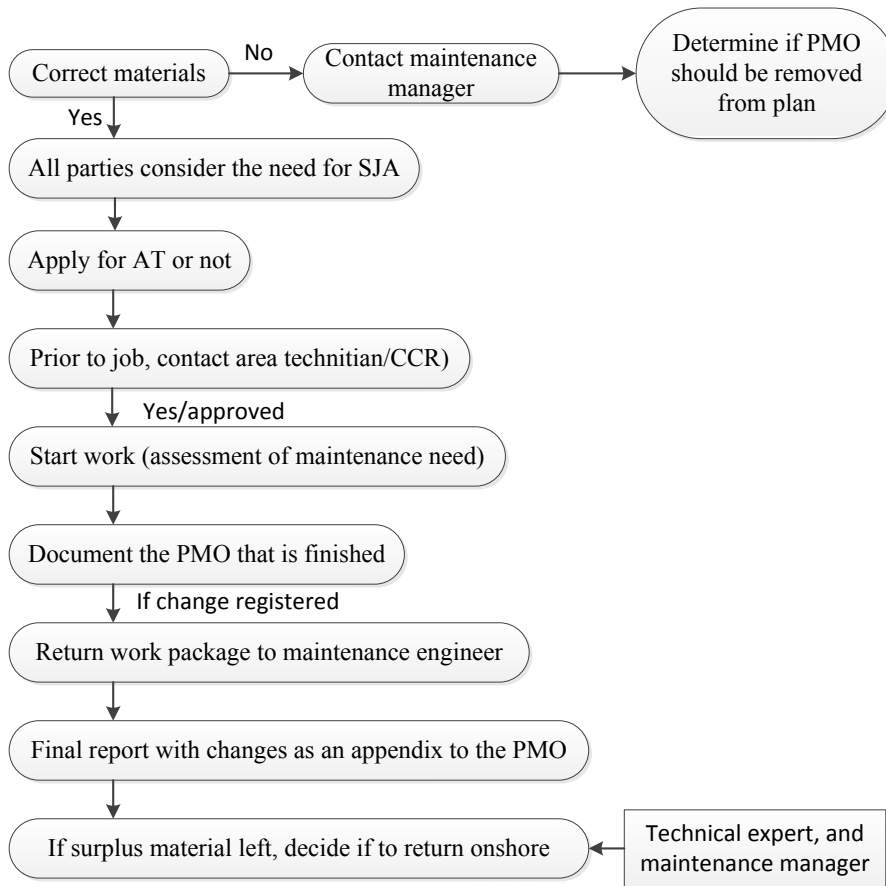 Correct materials
No
Contact maintenance
manager
Determine if PMO
should be removed
from plan
Yes
All parties consider the need for SJA
Apply for AT or not
Prior to job, contact area technitian/CCR)
Yes/approved
Start work (assessment of maintenance need)
Document the PMO that is finished
If change registered
Return work package to maintenance engineer
Final report with changes as an appendix to the PMO
If surplus material left, decide if to return onshore
Technical expert, and
maintenance manager